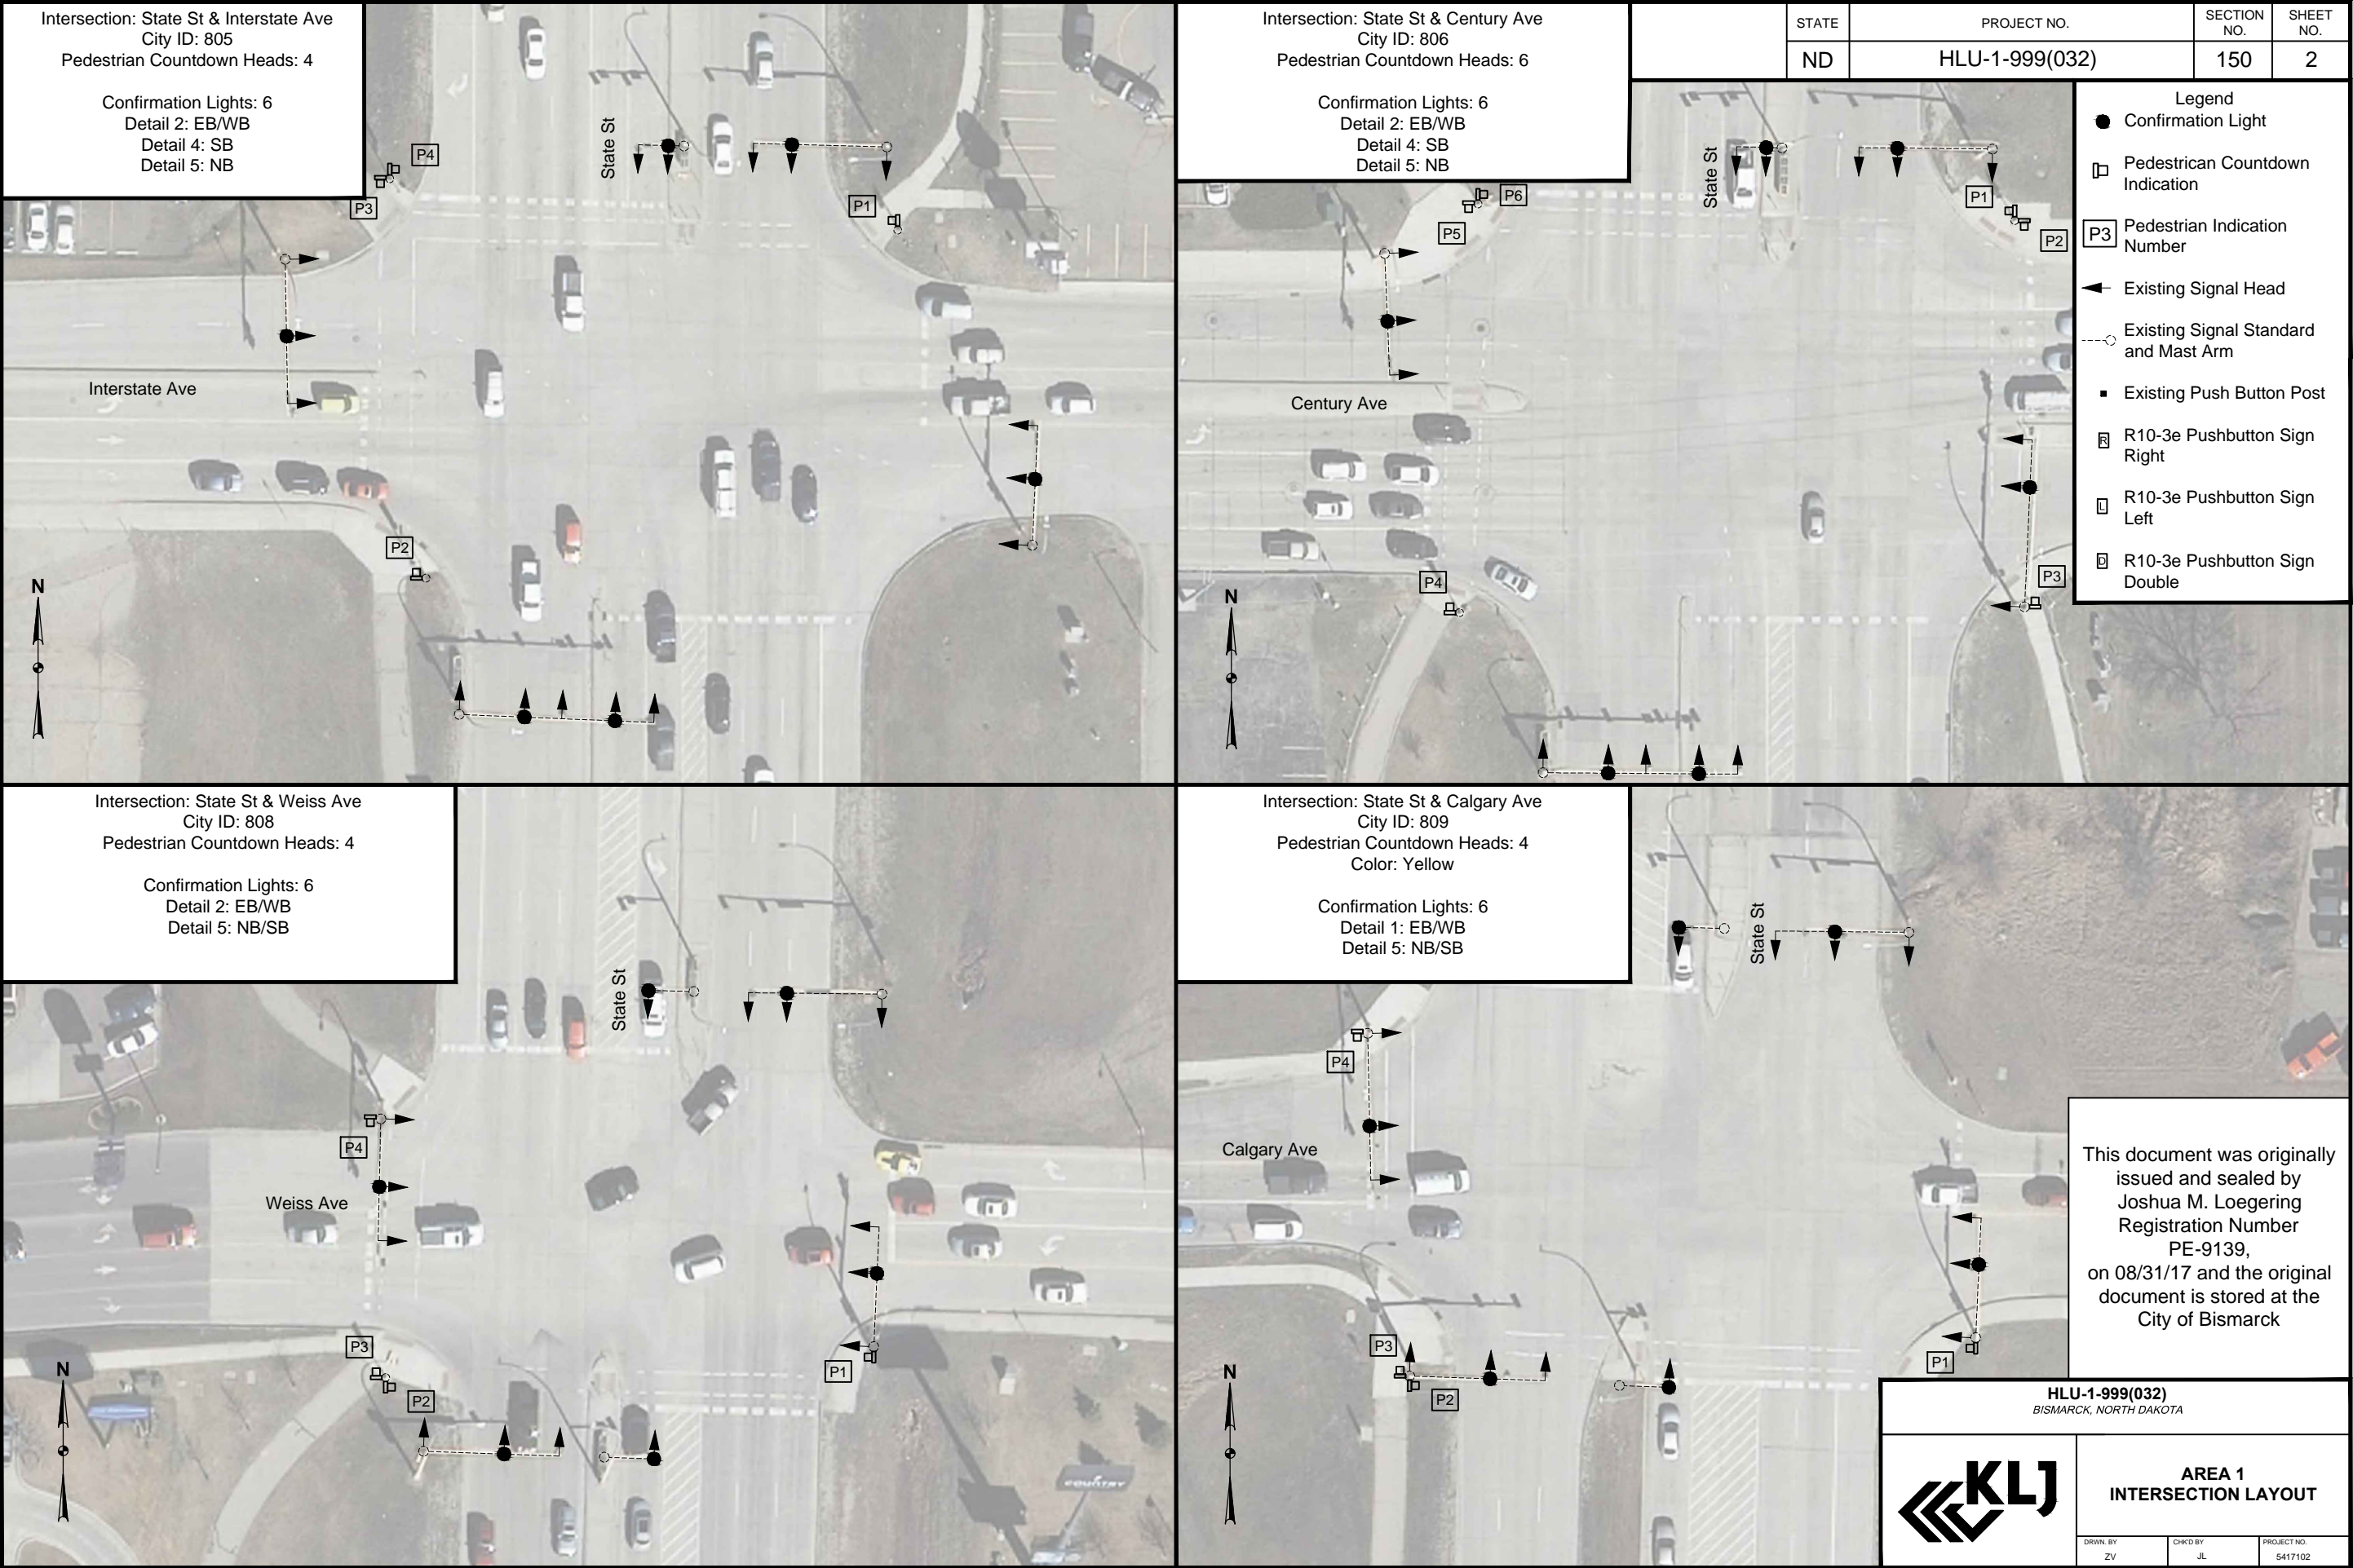 Intersection: State St & Interstate Ave
City ID: 805
Pedestrian Countdown Heads: 4
Confirmation Lights: 6
Detail 2: EB/WB
Detail 4: SB
Detail 5: NB
P4
P3
State St
P1
Interstate Ave
P2
N
Intersection: State St & Century Ave
City ID: 806
Pedestrian Countdown Heads: 6
Confirmation Lights: 6
Detail 2: EB/WB
Detail 4: SB
Detail 5: NB
State St
P6
P5
P1
P2
Century Ave
P4
P3
N
STATE
PROJECT NO.
SECTION NO.
SHEET NO.
ND
HLU-1-999(032)
150
2
Legend
Confirmation Light
Pedestrican Countdown
Indication
P3
Pedestrian Indication
Number
Existing Signal Head
Existing Signal Standard
and Mast Arm
Existing Push Button Post
R
R10-3e Pushbutton Sign
Right
L
R10-3e Pushbutton Sign
Left
D
R10-3e Pushbutton Sign
Double
Intersection: State St & Weiss Ave
City ID: 808
Pedestrian Countdown Heads: 4
Confirmation Lights: 6
Detail 2: EB/WB
Detail 5: NB/SB
State St
P4
Weiss Ave
P3
P2
P1
N
COUNTRY
Intersection: State St & Calgary Ave
City ID: 809
Pedestrian Countdown Heads: 4
Color: Yellow
Confirmation Lights: 6
Detail 1: EB/WB
Detail 5: NB/SB
State St
P4
Calgary Ave
P3
P2
P1
N
This document was originally
issued and sealed by
Joshua M. Loegering
Registration Number
PE-9139,
on 08/31/17 and the original
document is stored at the
City of Bismarck
HLU-1-999(032)
BISMARCK, NORTH DAKOTA
KLJ
AREA 1
INTERSECTION LAYOUT
DRWN. BY
ZV
CHK'D BY
JL
PROJECT NO.
5417102